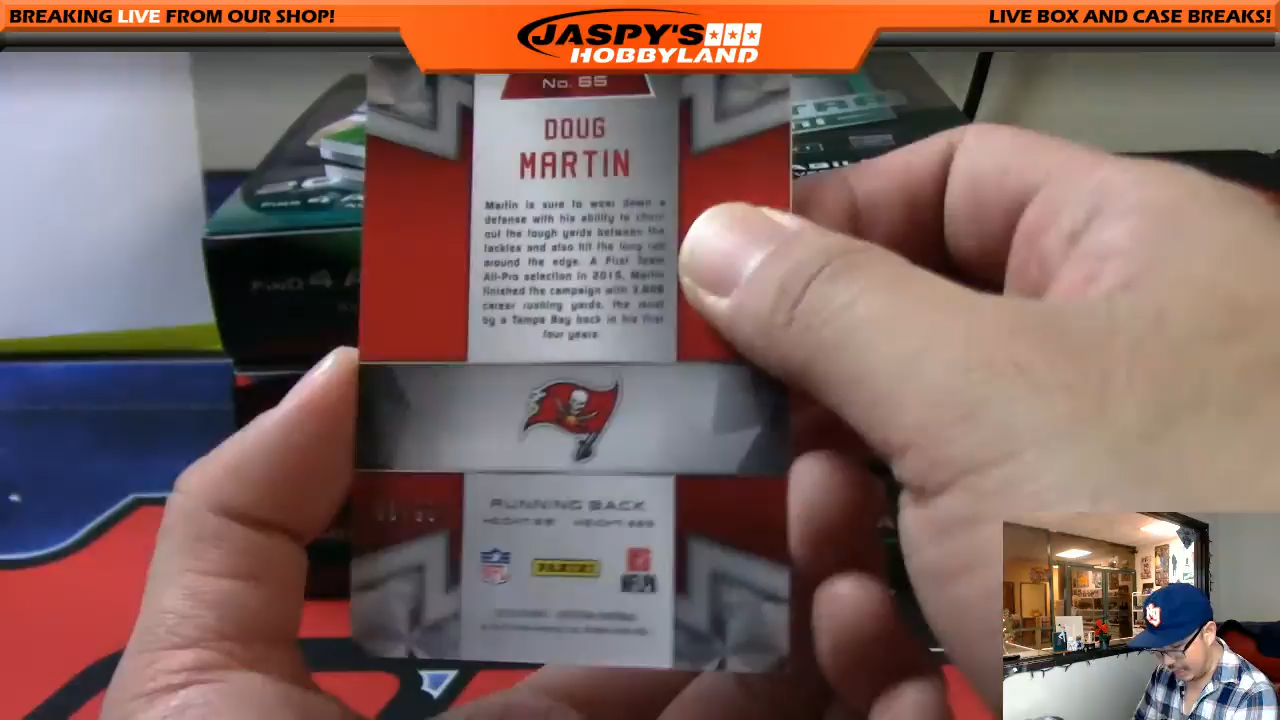 BREAKING LIVE FROM OUR SHOP!
JASPY'S
HOBBYLAND
LIVE BOX AND CASE BREAKS!
No. 55
DOUG
MARTIN
Martin is sure to wear down a
defense with his ability to churn
out the tough yards between the
tackles and also hit the long run
around the edge. A First Team
All-Pro selection in 2015, Martin
finished the campaign with
career rushing yards, the most
by a Tampa Bay back in his first
four years.
RUNNING BACK
NFL
PANINI
NFLPA